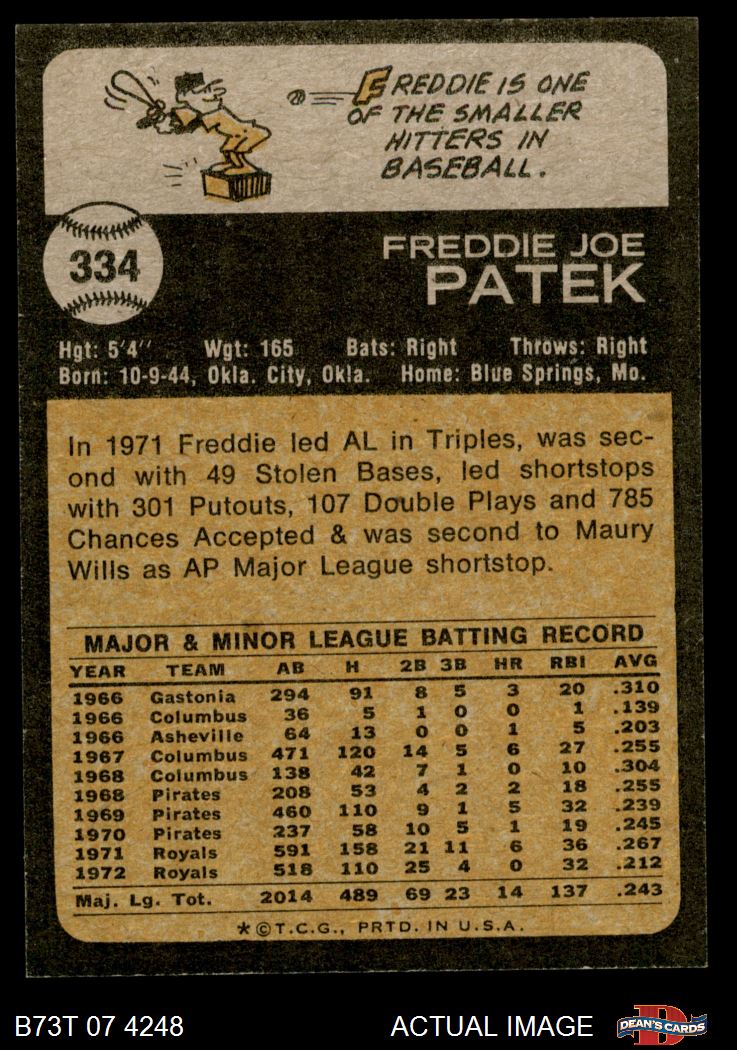 FREDDIE IS ONE
OF THE SMALLER
HITTERS IN
BASEBALL.
334
FREDDIE JOE
PATEK
Hgt: 5'4" Wgt: 165 Bats: Right Throws: Right
Born: 10-9-44, Okla. City, Okla. Home: Blue Springs, Mo.
In 1971 Freddie led AL in Triples, was sec-
ond with 49 Stolen Bases, led shortstops
with 301 Putouts, 107 Double Plays and 785
Chances Accepted & was second to Maury
Wills as AP Major League shortstop.
MAJOR & MINOR LEAGUE BATTING RECORD
YEAR TEAM AB H 2B 3B HR RBI AVG
1966 Gastonia 294 91 8 5 3 20 .310
1966 Columbus 36 5 1 0 0 1 .139
1966 Asheville 64 13 0 0 1 5 .203
1967 Columbus 471 120 14 5 6 27 .255
1968 Columbus 138 42 7 1 0 10 .304
1968 Pirates 208 53 4 2 2 18 .255
1969 Pirates 460 110 9 1 5 32 .239
1970 Pirates 237 58 10 5 1 19 .245
1971 Royals 591 158 21 11 6 36 .267
1972 Royals 518 110 25 4 0 32 .212
Maj. Lg. Tot. 2014 489 69 23 14 137 .243
*©T.C.G., PRTD. IN U.S.A.
B73T 07 4248 ACTUAL IMAGE DEAN'S CARDS